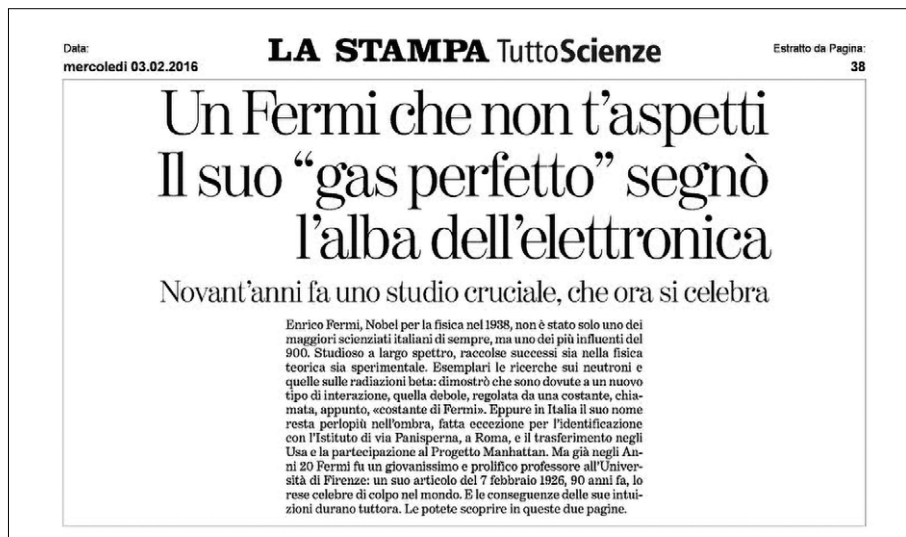 Data:
mercoledì 03.02.2016
LA STAMPA TuttoScienze
Estratto da Pagina:
38
Un Fermi che non t'aspetti
Il suo “gas perfetto” segnò
l'alba dell'elettronica
Novant'anni fa uno studio cruciale, che ora si celebra
Enrico Fermi, Nobel per la fisica nel 1938, non è stato solo uno dei
maggiori scienziati italiani di sempre, ma uno dei più influenti del
900. Studioso a largo spettro, raccolse successi sia nella fisica
teorica sia sperimentale. Esemplari le ricerche sui neutroni e
quelle sulle radiazioni beta: dimostrò che sono dovute a un nuovo
tipo di interazione, quella debole, regolata da una costante, chia-
mata, appunto, «costante di Fermi». Eppure in Italia il suo nome
resta perlopiù nell'ombra, fatta eccezione per l'identificazione
con l'Istituto di via Panisperna, a Roma, e il trasferimento negli
Usa e la partecipazione al Progetto Manhattan. Ma già negli An-
ni 20 Fermi fu un giovanissimo e prolifico professore all'Univer-
sità di Firenze: un suo articolo del 7 febbraio 1926, 90 anni fa, lo
rese celebre di colpo nel mondo. E le conseguenze delle sue intui-
zioni durano tuttora. Le potete scoprire in queste due pagine.